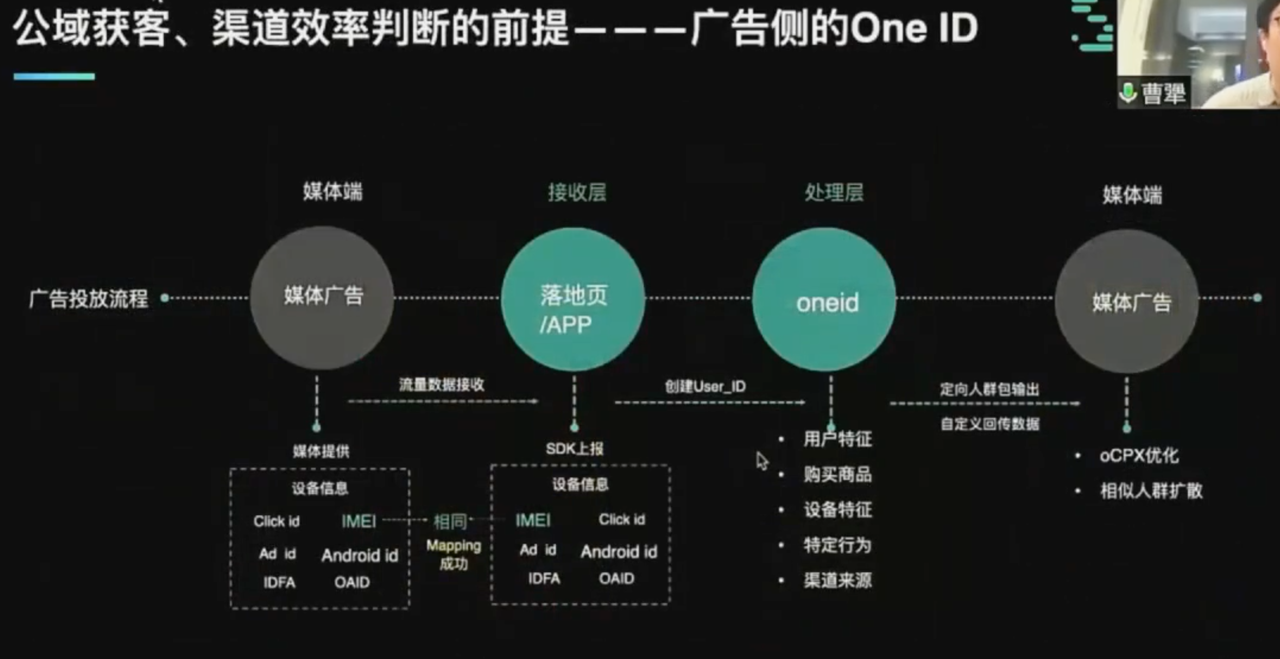 公域获客、渠道效率判断的前提———广告侧的One ID
曹犟
媒体端
接收层
处理层
媒体端
广告投放流程
媒体广告
落地页
/APP
oneid
媒体广告
流量数据接收
创建User_ID
定向人群包输出
自定义回传数据
媒体提供
设备信息
Click id
IMEI
Ad id
Android id
IDFA
OAID
相同
Mapping
成功
SDK上报
设备信息
IMEI
Click id
Ad id
Android id
IDFA
OAID
• 用户特征
• 购买商品
• 设备特征
• 特定行为
• 渠道来源
• oCPX优化
• 相似人群扩散